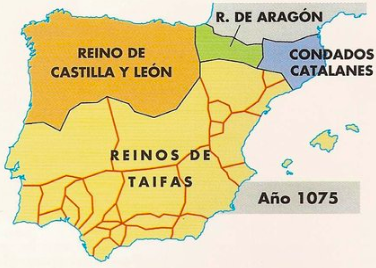 R. DE ARAGÓN
REINO DE
CASTILLA Y LEÓN
CONDADOS
CATALANES
REINOS DE
TAIFAS
Año 1075